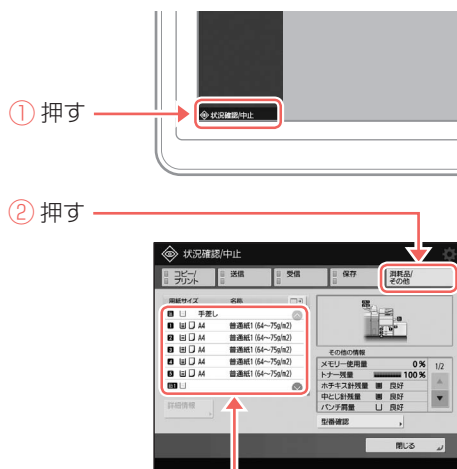 ① 押す
状況確認/中止
② 押す
状況確認/中止
コピー/
プリント
送信
受信
保存
消耗品/
その他
用紙サイズ 名称
手差し
1 A4 普通紙1 (64～75g/m2)
2 A4 普通紙1 (64～75g/m2)
3 A4 普通紙1 (64～75g/m2)
4 A4 普通紙1 (64～75g/m2)
5 A4 普通紙1 (64～75g/m2)
詳細情報
その他の情報
メモリー使用量 0%
トナー残量 100%
ホチキス針残量 良好
中とじ針残量 良好
パンチ屑量 良好
1/2
型番確認
閉じる